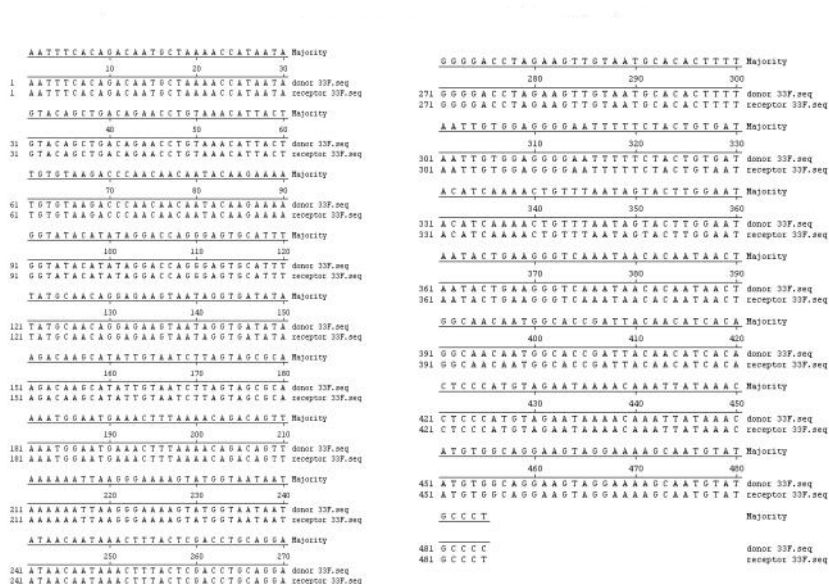 AATTTCACAGACAATGCTAAAACCATAATA Majority
10 20 30
1 AATTTCACAGACAATGCTAAAACCATAATA donor 33F.seq
1 AATTTCACAGACAATGCTAAAACCATAATA receptor 33F.seq
GTACAGCTGACAGAACCTGTAAACATTACT Majority
40 50 60
31 GTACAGCTGACAGAACCTGTAAACATTACT donor 33F.seq
31 GTACAGCTGACAGAACCTGTAAACATTACT receptor 33F.seq
TGTGTAAGACCCAACAACAATACAAGAAAA Majority
70 80 90
61 TGTGTAAGACCCAACAACAATACAAGAAAA donor 33F.seq
61 TGTGTAAGACCCAACAACAATACAAGAAAA receptor 33F.seq
GGTATACATATAGGACCAGGGAGTGCATTT Majority
100 110 120
91 GGTATACATATAGGACCAGGGAGTGCATTT donor 33F.seq
91 GGTATACATATAGGACCAGGGAGTGCATTT receptor 33F.seq
TATGCAACAGGAGAAGTAATAGGTGATATA Majority
130 140 150
121 TATGCAACAGGAGAAGTAATAGGTGATATA donor 33F.seq
121 TATGCAACAGGAGAAGTAATAGGTGATATA receptor 33F.seq
AGACAAGCATATTGTAATCTTAGTAGCGCA Majority
160 170 180
151 AGACAAGCATATTGTAATCTTAGTAGCGCA donor 33F.seq
151 AGACAAGCATATTGTAATCTTAGTAGCGCA receptor 33F.seq
AAATGGAATGAAACTTTAAAACAGACAGTT Majority
190 200 210
181 AAATGGAATGAAACTTTAAAACAGACAGTT donor 33F.seq
181 AAATGGAATGAAACTTTAAAACAGACAGTT receptor 33F.seq
AAAAAATTAAGGGAAAAGTATGGTAATAAT Majority
220 230 240
211 AAAAAATTAAGGGAAAAGTATGGTAATAAT donor 33F.seq
211 AAAAAATTAAGGGAAAAGTATGGTAATAAT receptor 33F.seq
ATAACAATAAACTTTACTCGACCTGCAGGA Majority
250 260 270
241 ATAACAATAAACTTTACTCGACCTGCAGGA donor 33F.seq
241 ATAACAATAAACTTTACTCGACCTGCAGGA receptor 33F.seq
GGGGACCTAGAAGTTGTAATGCACACTTTT Majority
280 290 300
271 GGGGACCTAGAAGTTGTAATGCACACTTTT donor 33F.seq
271 GGGGACCTAGAAGTTGTAATGCACACTTTT receptor 33F.seq
AATTGTGGAGGGGAATTTTTCTACTGTGAT Majority
310 320 330
301 AATTGTGGAGGGGAATTTTTCTACTGTGAT donor 33F.seq
301 AATTGTGGAGGGGAATTTTTCTACTGTAAT receptor 33F.seq
ACATCAAAACTGTTTAATAGTACTTGGAAT Majority
340 350 360
331 ACATCAAAACTGTTTAATAGTACTTGGAAT donor 33F.seq
331 ACATCAAAACTGTTTAATAGTACTTGGAAT receptor 33F.seq
AATACTGAAGGGTCAAATAACACAATAACT Majority
370 380 390
361 AATACTGAAGGGTCAAATAACACAATAACT donor 33F.seq
361 AATACTGAAGGGTCAAATAACACAATAACT receptor 33F.seq
GGCAACAATGGCACCGATTACAACATCACA Majority
400 410 420
391 GGCAACAATGGCACCGATTACAACATCACA donor 33F.seq
391 GGCAACAATGGCACCGATTACAACATCACA receptor 33F.seq
CTCCCATGTAGAATAAAACAAATTATAAAC Majority
430 440 450
421 CTCCCATGTAGAATAAAACAAATTATAAAC donor 33F.seq
421 CTCCCATGTAGAATAAAACAAATTATAAAC receptor 33F.seq
ATGTGGCAGGAAGTAGGAAAAGCAATGTAT Majority
460 470 480
451 ATGTGGCAGGAAGTAGGAAAAGCAATGTAT donor 33F.seq
451 ATGTGGCAGGAAGTAGGAAAAGCAATGTAT receptor 33F.seq
GCCCT Majority
481 GCCCC donor 33F.seq
481 GCCCT receptor 33F.seq